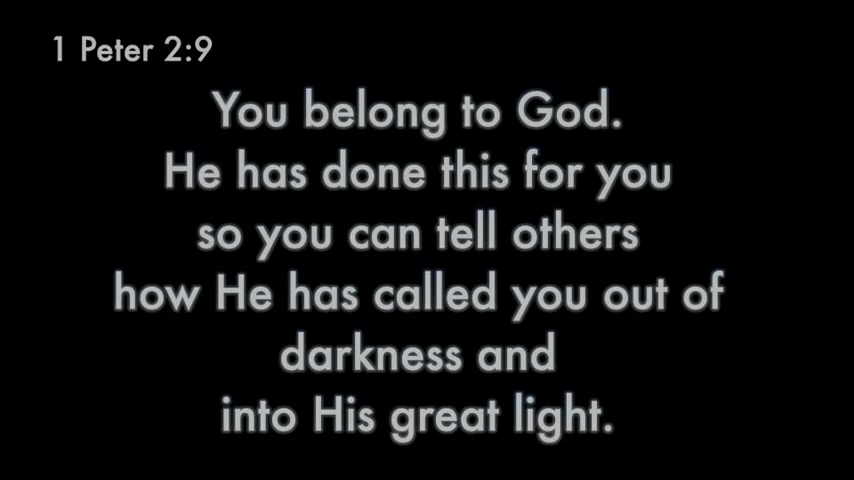 1 Peter 2:9
You belong to God.
He has done this for you
so you can tell others
how He has called you out of
darkness and
into His great light.